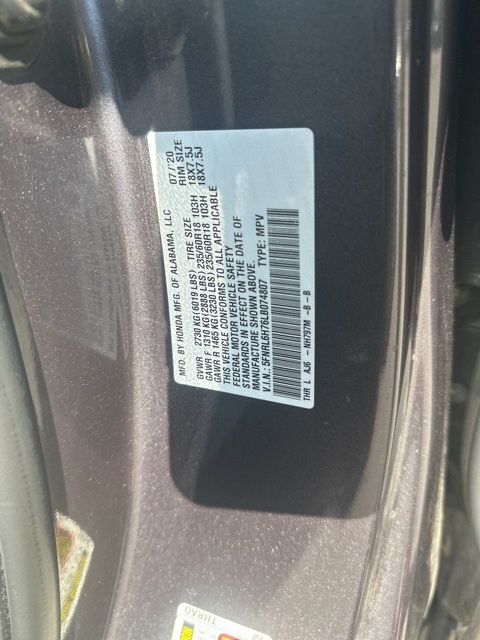 MFD. BY HONDA MFG. OF ALABAMA, LLC 07/'20
TIRE SIZE RIM SIZE
GVWR 2730 KG (6019 LBS)
GAWR F 1310 KG (2888 LBS) 235/60R18 103H 18X7.5J
GAWR R 1465 KG (3230 LBS) 235/60R18 103H 18X7.5J
THIS VEHICLE CONFORMS TO ALL APPLICABLE
FEDERAL MOTOR VEHICLE SAFETY
STANDARDS IN EFFECT ON THE DATE OF
MANUFACTURE SHOWN ABOVE.
V.I.N.: 5FNRL6H76LB074807 TYPE: MPV
THR L AJ6 - NH797M -B - B
THRAO